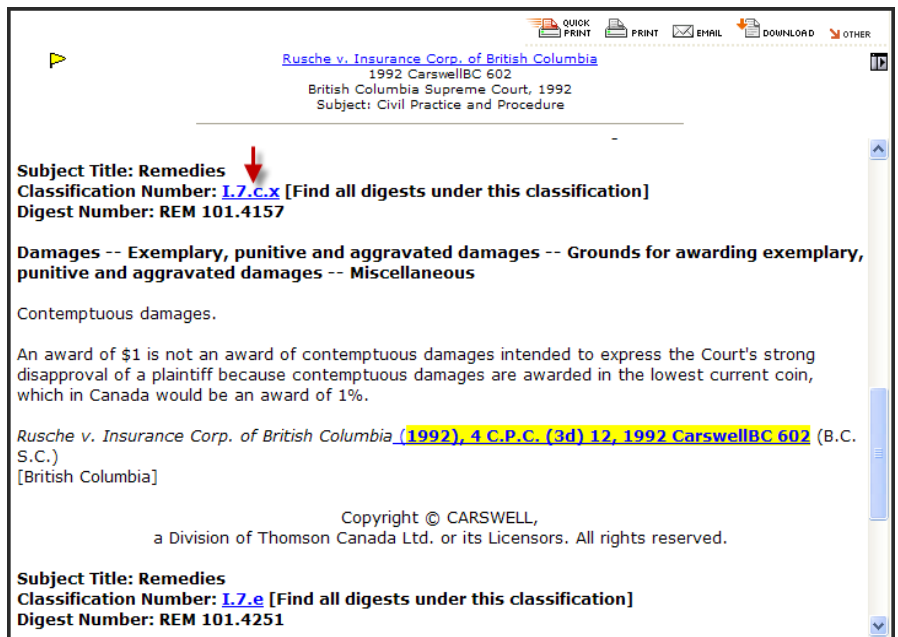 QUICK PRINT PRINT EMAIL DOWNLOAD OTHER
Rusche v. Insurance Corp. of British Columbia
1992 CarswellBC 602
British Columbia Supreme Court, 1992
Subject: Civil Practice and Procedure
Subject Title: Remedies
Classification Number: I.7.c.x [Find all digests under this classification]
Digest Number: REM 101.4157
Damages -- Exemplary, punitive and aggravated damages -- Grounds for awarding exemplary,
punitive and aggravated damages -- Miscellaneous
Contemptuous damages.
An award of $1 is not an award of contemptuous damages intended to express the Court's strong
disapproval of a plaintiff because contemptuous damages are awarded in the lowest current coin,
which in Canada would be an award of 1%.
Rusche v. Insurance Corp. of British Columbia (1992), 4 C.P.C. (3d) 12, 1992 CarswellBC 602 (B.C.
S.C.)
[British Columbia]
Copyright © CARSWELL,
a Division of Thomson Canada Ltd. or its Licensors. All rights reserved.
Subject Title: Remedies
Classification Number: I.7.e [Find all digests under this classification]
Digest Number: REM 101.4251